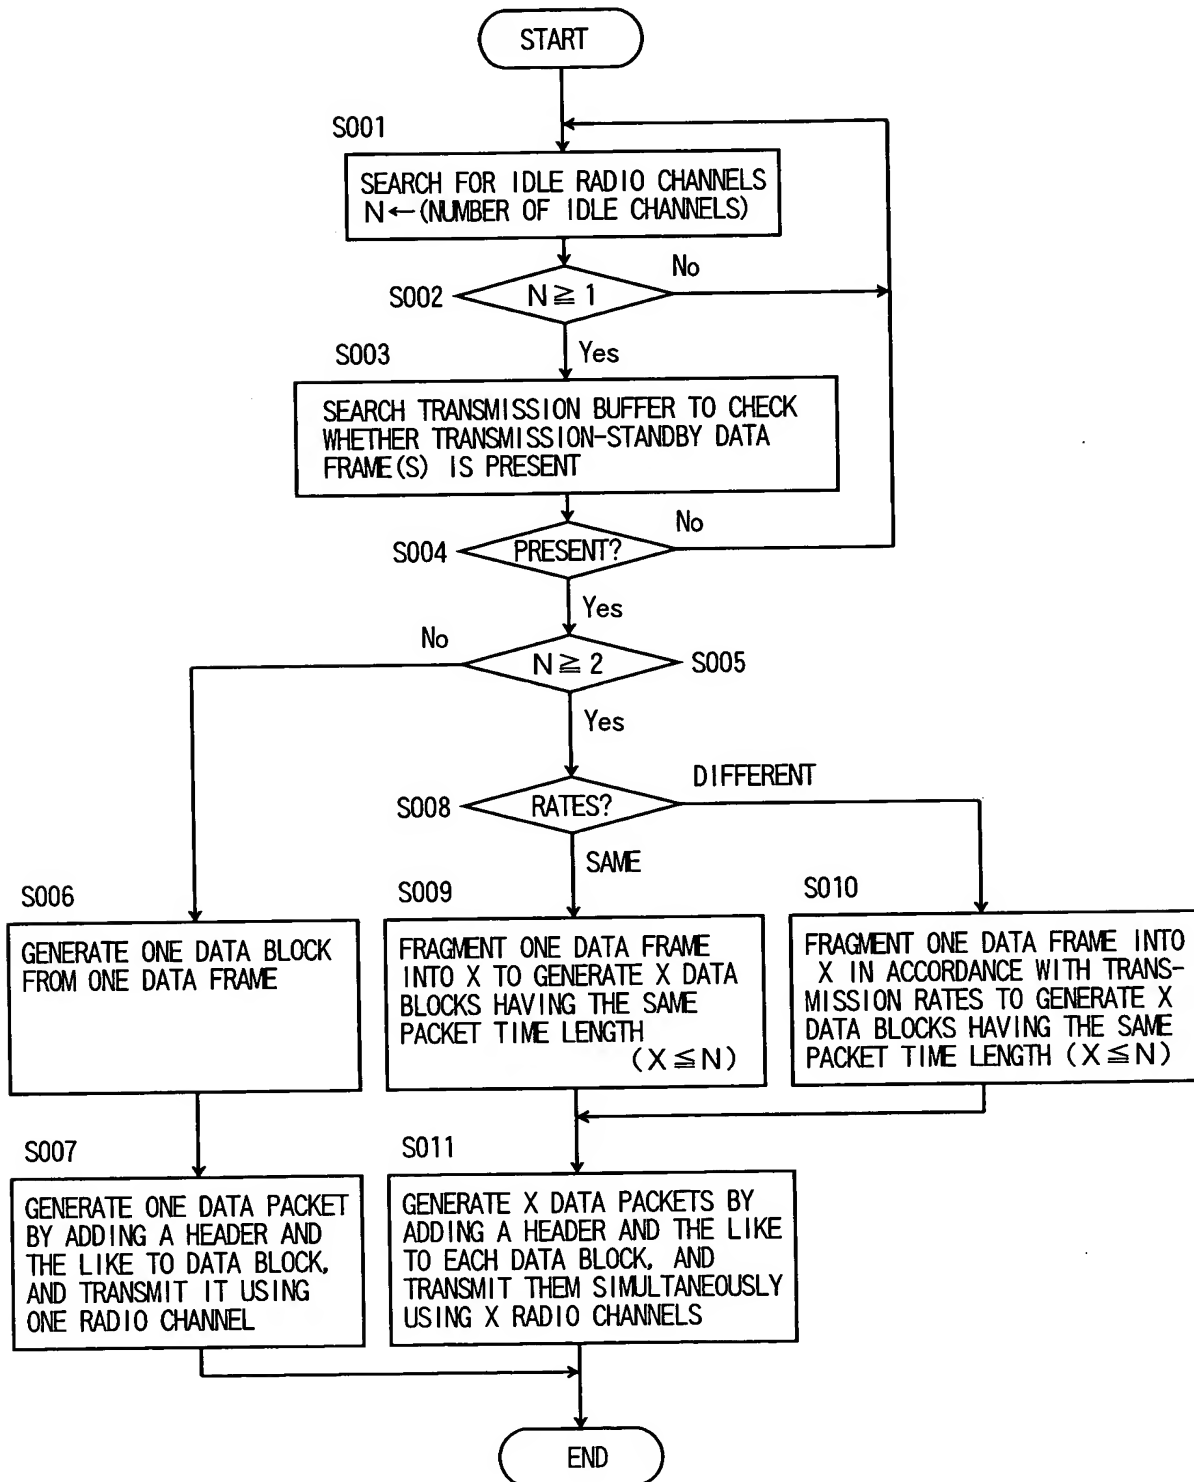 START
S001
SEARCH FOR IDLE RADIO CHANNELS
N←(NUMBER OF IDLE CHANNELS)
No
S002
N≧1
Yes
S003
SEARCH TRANSMISSION BUFFER TO CHECK
WHETHER TRANSMISSION-STANDBY DATA
FRAME(S) IS PRESENT
No
S004
PRESENT?
Yes
No
N≧2
S005
Yes
DIFFERENT
S008
RATES?
SAME
S006
GENERATE ONE DATA BLOCK
FROM ONE DATA FRAME
S009
FRAGMENT ONE DATA FRAME
INTO X TO GENERATE X DATA
BLOCKS HAVING THE SAME
PACKET TIME LENGTH
(X≦N)
S010
FRAGMENT ONE DATA FRAME INTO
X IN ACCORDANCE WITH TRANS-
MISSION RATES TO GENERATE X
DATA BLOCKS HAVING THE SAME
PACKET TIME LENGTH (X≦N)
S007
GENERATE ONE DATA PACKET
BY ADDING A HEADER AND
THE LIKE TO DATA BLOCK,
AND TRANSMIT IT USING
ONE RADIO CHANNEL
S011
GENERATE X DATA PACKETS BY
ADDING A HEADER AND THE LIKE
TO EACH DATA BLOCK, AND
TRANSMIT THEM SIMULTANEOUSLY
USING X RADIO CHANNELS
END